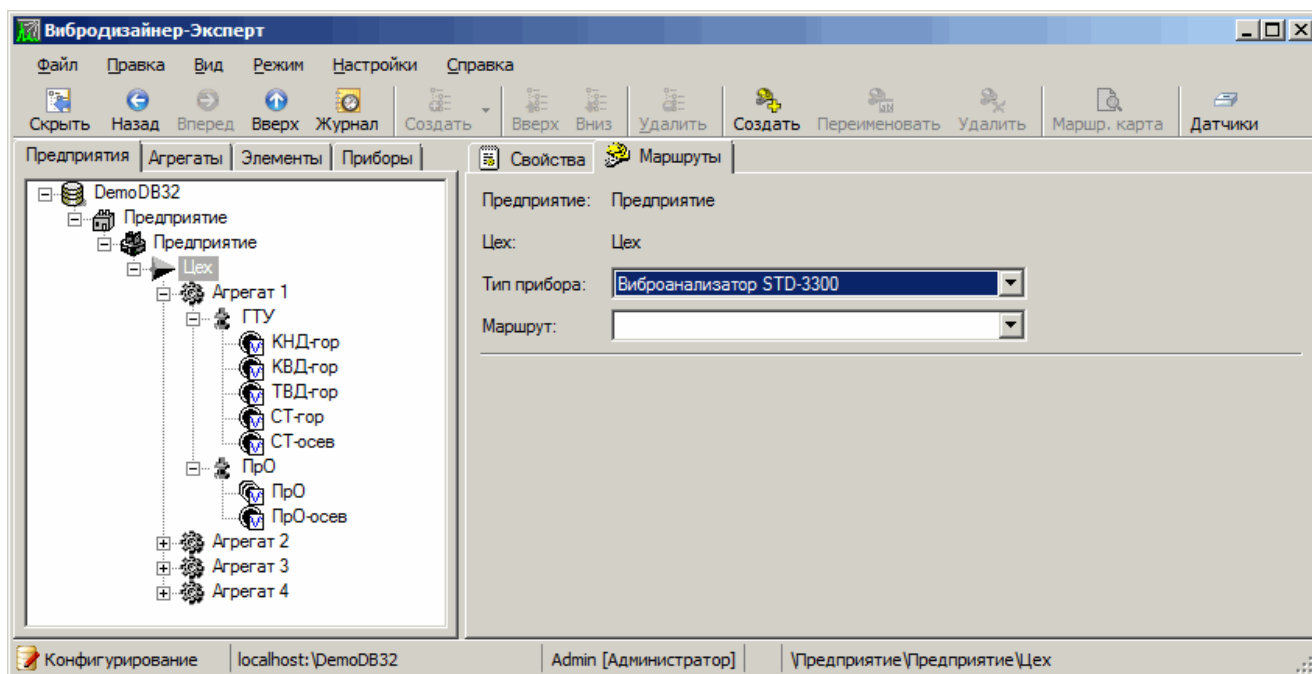 Вибродизайнер-Эксперт
Файл Правка Вид Режим Настройки Справка
Скрыть Назад Вперед Вверх Журнал Создать Вверх Вниз Удалить Создать Переименовать Удалить Маршр. карта Датчики
Предприятия Агрегаты Элементы Приборы
Свойства Маршруты
DemoDB32
Предприятие
Предприятие
Цех
Агрегат 1
ГТУ
КНД-гор
КВД-гор
ТВД-гор
СТ-гор
СТ-осев
ПрО
ПрО
ПрО-осев
Агрегат 2
Агрегат 3
Агрегат 4
Предприятие: Предприятие
Цех: Цех
Тип прибора: Виброанализатор STD-3300
Маршрут:
Конфигурирование localhost:\DemoDB32 Admin [Администратор] \Предприятие\Предприятие\Цех